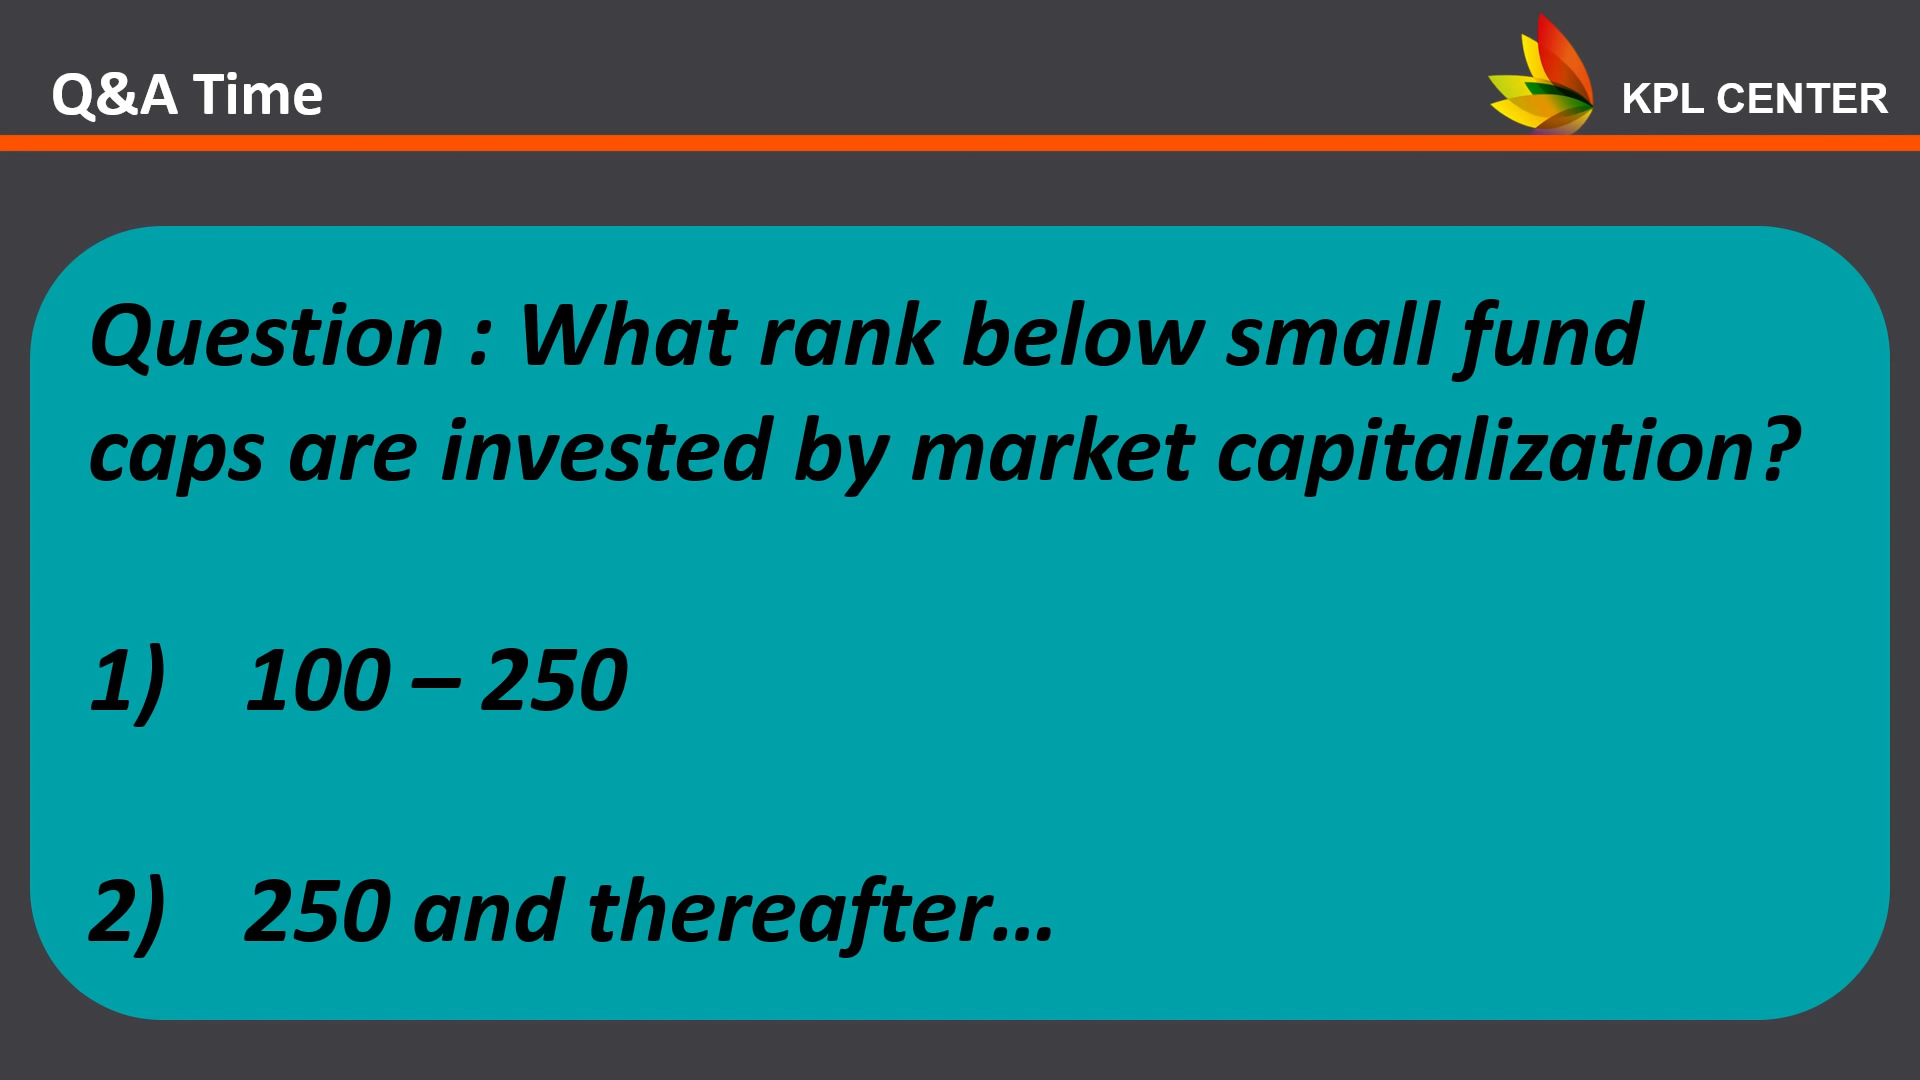 Q&A Time
KPL CENTER
Question : What rank below small fund
caps are invested by market capitalization?
1) 100 – 250
2) 250 and thereafter...